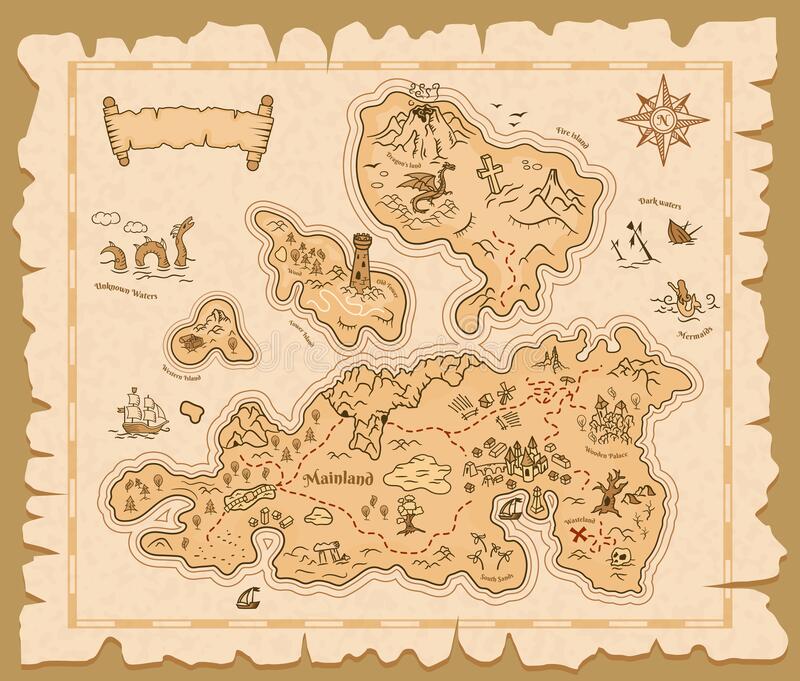 N
Fire island
Dragon's land
Dark waters
Unknown Waters
Wood
Old Tower
Tower Island
Mermaids
Western Island
Mainland
Wooden Palace
Wasteland
South Sands
dreamstime